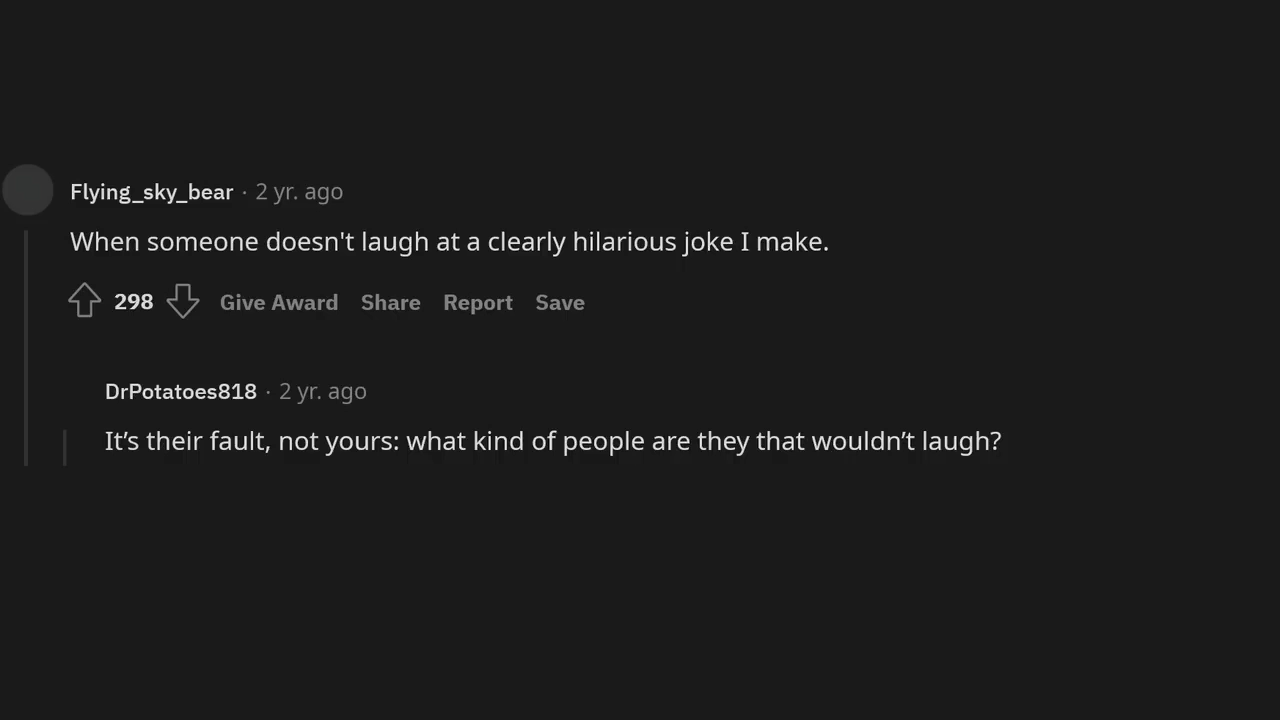 Flying_sky_bear · 2 yr. ago
When someone doesn't laugh at a clearly hilarious joke I make.
298 Give Award Share Report Save
DrPotatoes818 · 2 yr. ago
It’s their fault, not yours: what kind of people are they that wouldn’t laugh?